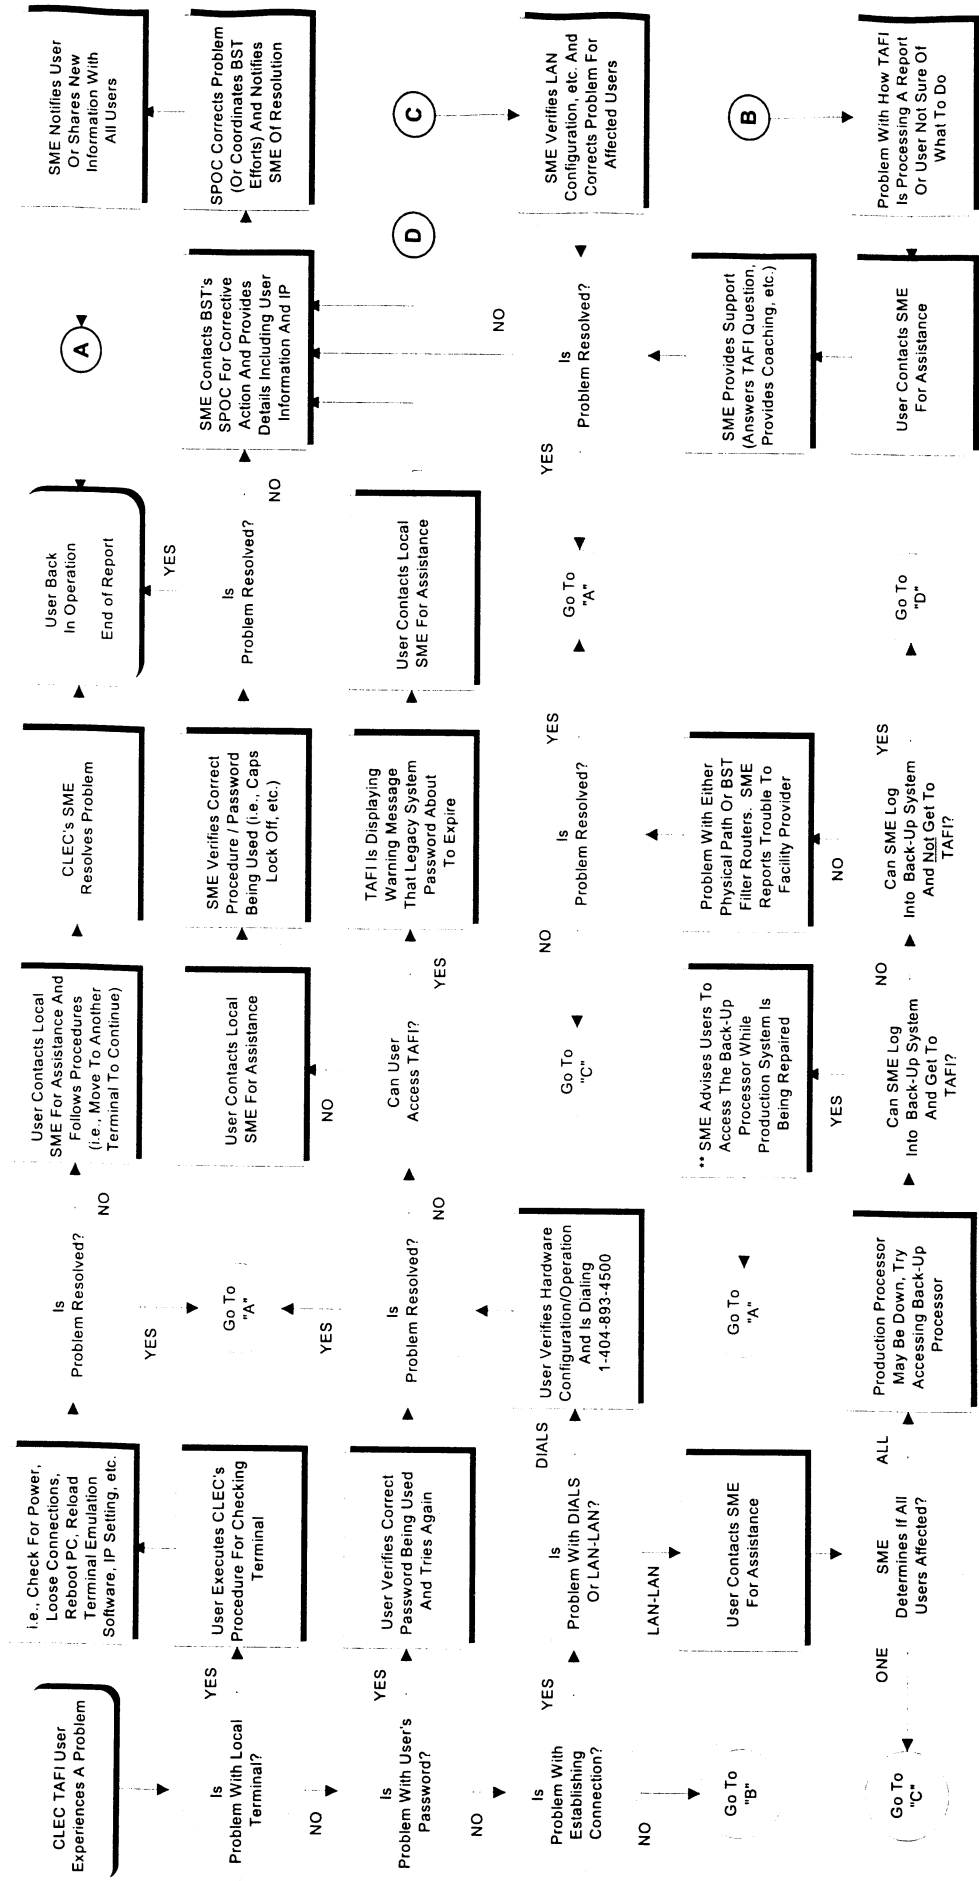 CLEC TAFI User
Experiences A Problem
Is
Problem With Local
Terminal?
YES
NO
User Executes CLEC's
Procedure For Checking
Terminal
i.e., Check For Power,
Loose Connections,
Reboot PC, Reload
Terminal Emulation
Software, IP Setting, etc.
Is
Problem Resolved?
YES
NO
Go To
"A"
User Contacts Local
SME For Assistance And
Follows Procedures
(i.e., Move To Another
Terminal To Continue)
CLEC's SME
Resolves Problem
User Back
In Operation
End of Report
A
SME Notifies User
Or Shares New
Information With
All Users
Is
Problem With User's
Password?
YES
NO
User Verifies Correct
Password Being Used
And Tries Again
Is
Problem Resolved?
YES
NO
Can User
Access TAFI?
NO
YES
User Contacts Local
SME For Assistance
SME Verifies Correct
Procedure / Password
Being Used (i.e., Caps
Lock Off, etc.)
Is
Problem Resolved?
YES
NO
SME Contacts BST's
SPOC For Corrective
Action And Provides
Details Including User
Information And IP
SPOC Corrects Problem
(Or Coordinates BST
Efforts) And Notifies
SME Of Resolution
TAFI Is Displaying
Warning Message
That Legacy System
Password About
To Expire
User Contacts Local
SME For Assistance
D
C
Is
Problem With
Establishing
Connection?
YES
NO
Is
Problem With DIALS
Or LAN-LAN?
DIALS
LAN-LAN
User Verifies Hardware
Configuration/Operation
And Is Dialing
1-404-893-4500
Go To
"C"
NO
Is
Problem Resolved?
YES
Go To
"A"
YES
Is
Problem Resolved?
NO
SME Verifies LAN
Configuration, etc. And
Corrects Problem For
Affected Users
Go To
"B"
User Contacts SME
For Assistance
Go To
"A"
** SME Advises Users To
Access The Back-Up
Processor While
Production System Is
Being Repaired
YES
Problem With Either
Physical Path Or BST
Filler Routers. SME
Reports Trouble To
Facility Provider
NO
SME Provides Support
(Answers TAFI Question,
Provides Coaching, etc.)
B
Go To
"C"
ONE
SME
Determines If All
Users Affected?
ALL
Production Processor
May Be Down, Try
Accessing Back-Up
Processor
Can SME Log
Into Back-Up System
And Get To
TAFI?
NO
Can SME Log
Into Back-Up System
And Not Get To
TAFI?
YES
Go To
"D"
User Contacts SME
For Assistance
Problem With How TAFI
Is Processing A Report
Or User Not Sure Of
What To Do